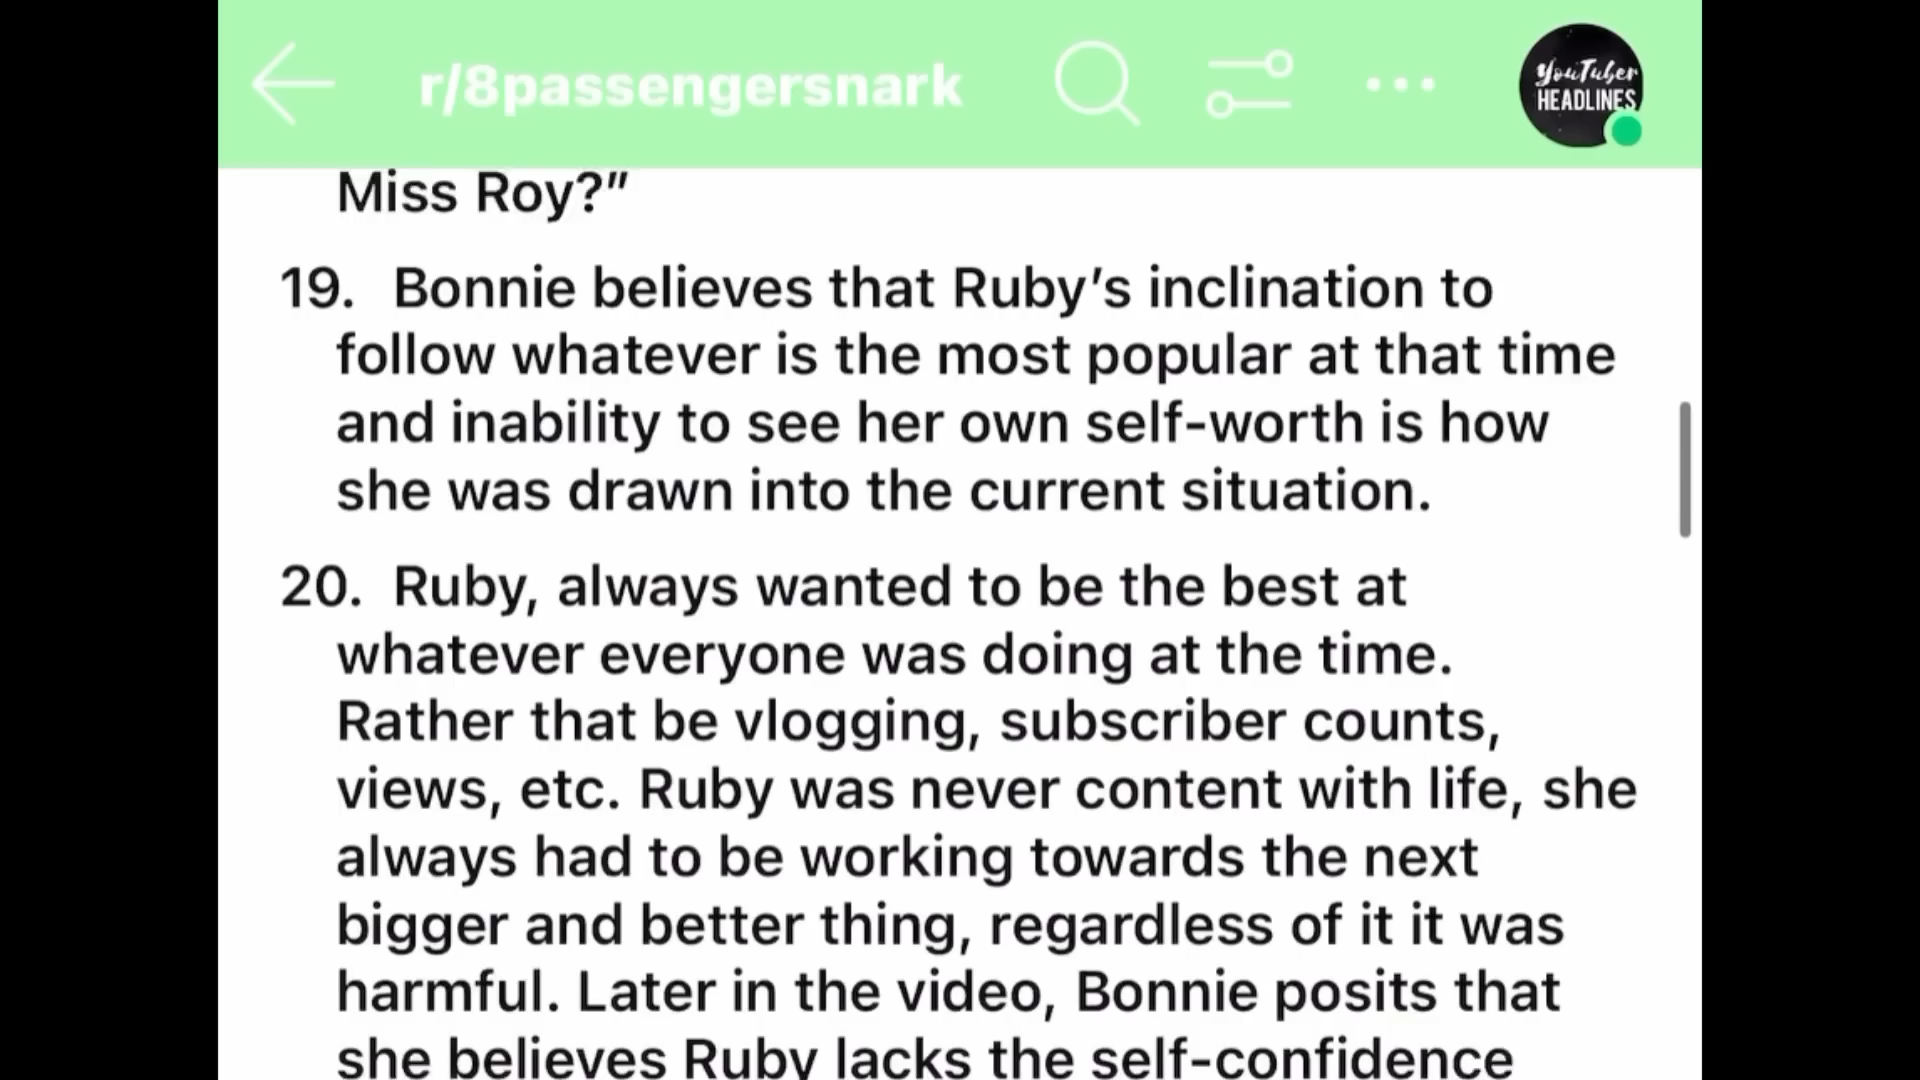 r/8passengersnark
YouTuber
HEADLINES
Miss Roy?"
19. Bonnie believes that Ruby's inclination to
follow whatever is the most popular at that time
and inability to see her own self-worth is how
she was drawn into the current situation.
20. Ruby, always wanted to be the best at
whatever everyone was doing at the time.
Rather that be vlogging, subscriber counts,
views, etc. Ruby was never content with life, she
always had to be working towards the next
bigger and better thing, regardless of it it was
harmful. Later in the video, Bonnie posits that
she believes Ruby lacks the self-confidence